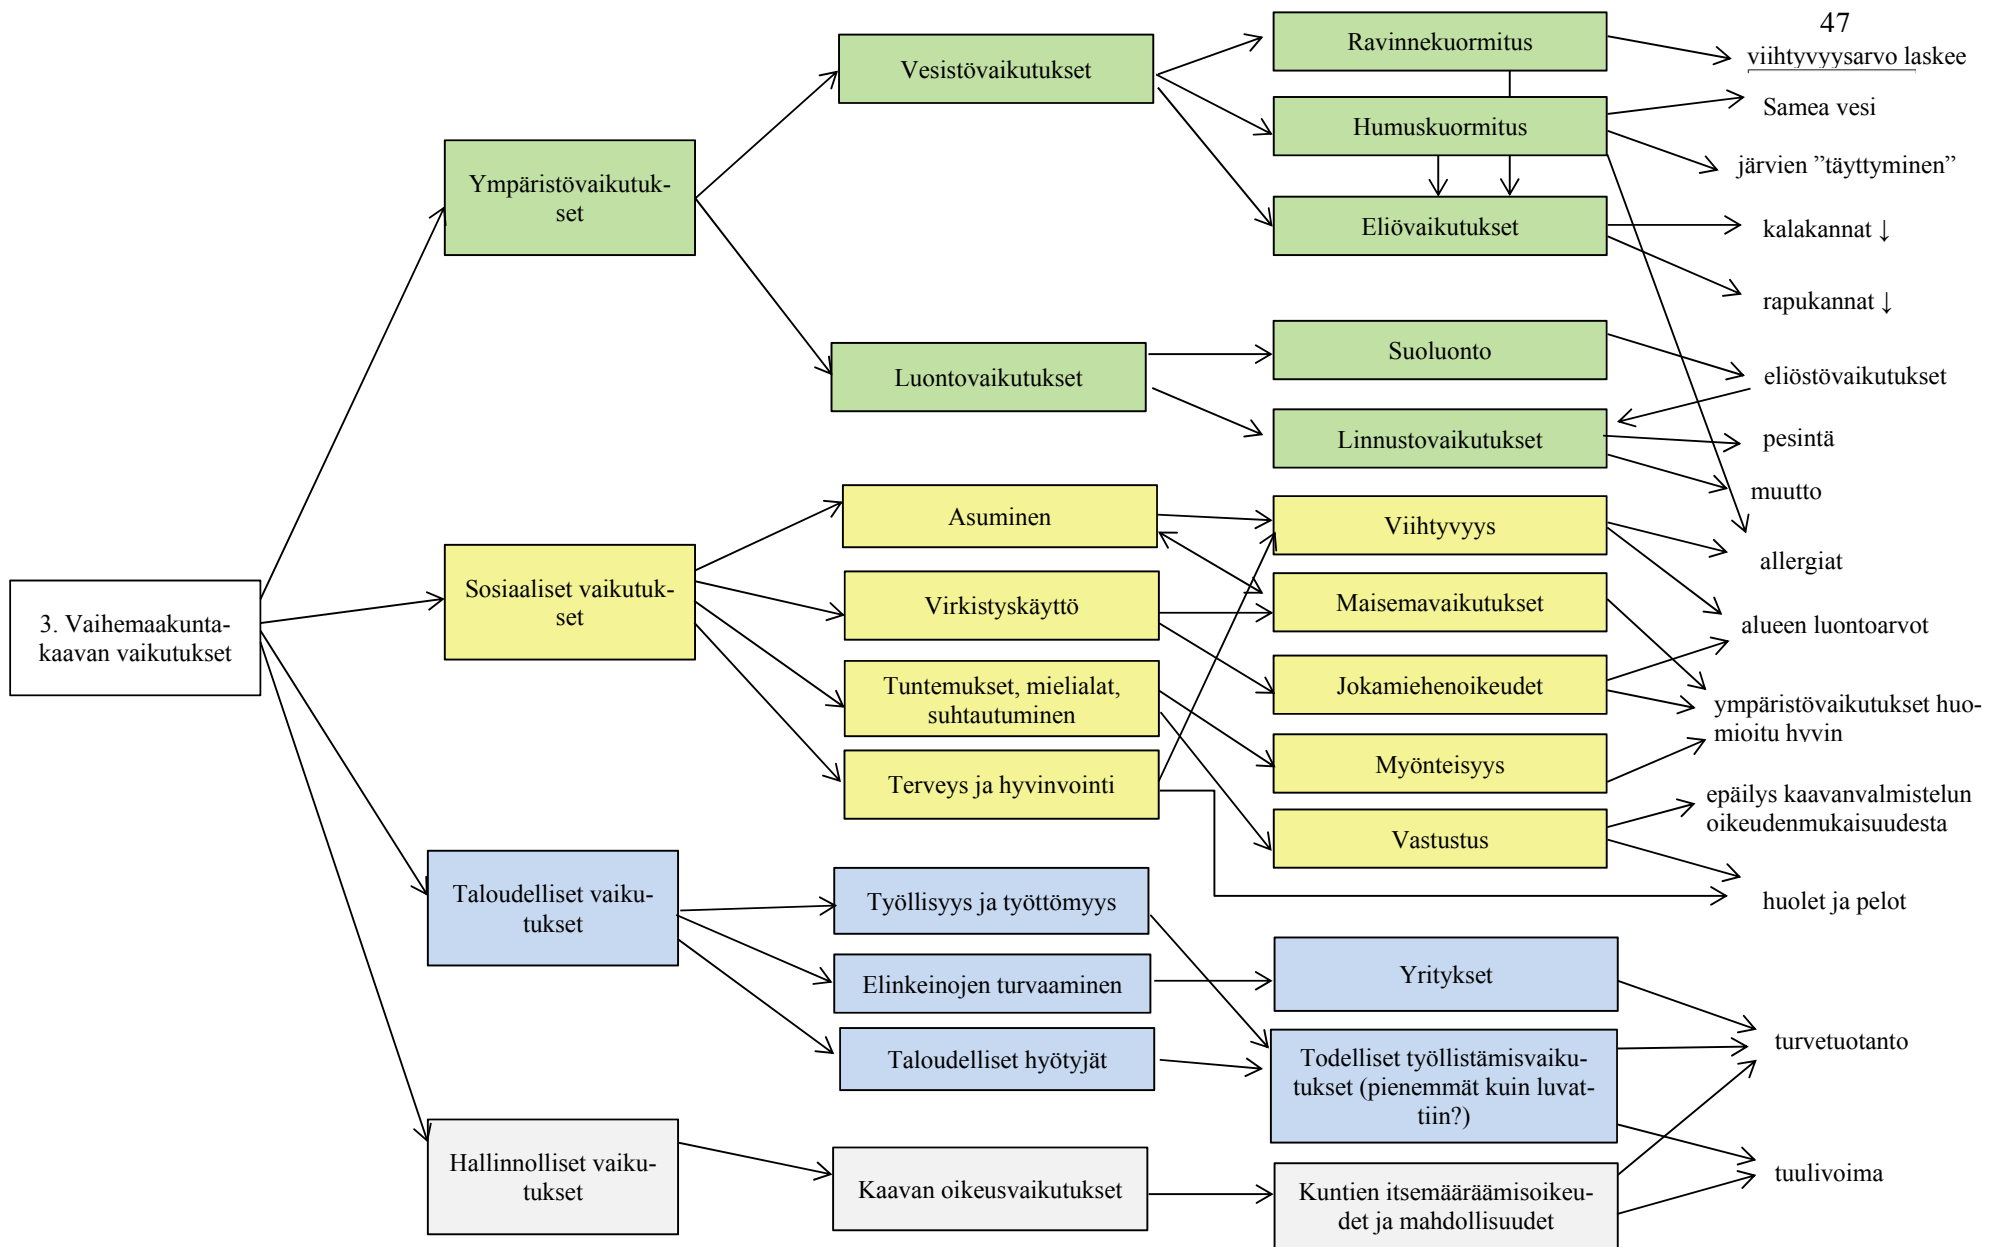 47
Ravinnekuormitus
viihtyvyysarvo laskee
Vesistövaikutukset
Samea vesi
Humuskuormitus
järvien ”täyttyminen”
Ympäristövaikutuk-
set
Eliövaikutukset
kalakannat ↓
rapukannat ↓
Suoluonto
Luontovaikutukset
eliöstövaikutukset
Linnustovaikutukset
pesintä
muutto
Asuminen
Viihtyvyys
allergiat
Sosiaaliset vaikutuk-
set
Virkistyskäyttö
Maisemavaikutukset
3. Vaihemaakunta-
kaavan vaikutukset
alueen luontoarvot
Tuntemukset, mielialat,
suhtautuminen
Jokamiehenoikeudet
ympäristövaikutukset huo-
mioitu hvvin
Myönteisyys
Terveys ja hyvinvointi
epäilys kaavanvalmistelun
oikeudenmukaisuudesta
Vastustus
huolet ja pelot
Taloudelliset vaiku-
tukset
Työllisyys ja työttömyys
Elinkeinojen turvaaminen
Yritykset
turvetuotanto
Taloudelliset hyötyjät
Todelliset työllistämisvaiku-
tukset (pienemmät kuin luvat-
tiin?)
Hallinnolliset vaiku-
tukset
tuulivoima
Kaavan oikeusvaikutukset
Kuntien itsemääräämisoikeu-
det ja mahdollisuudet